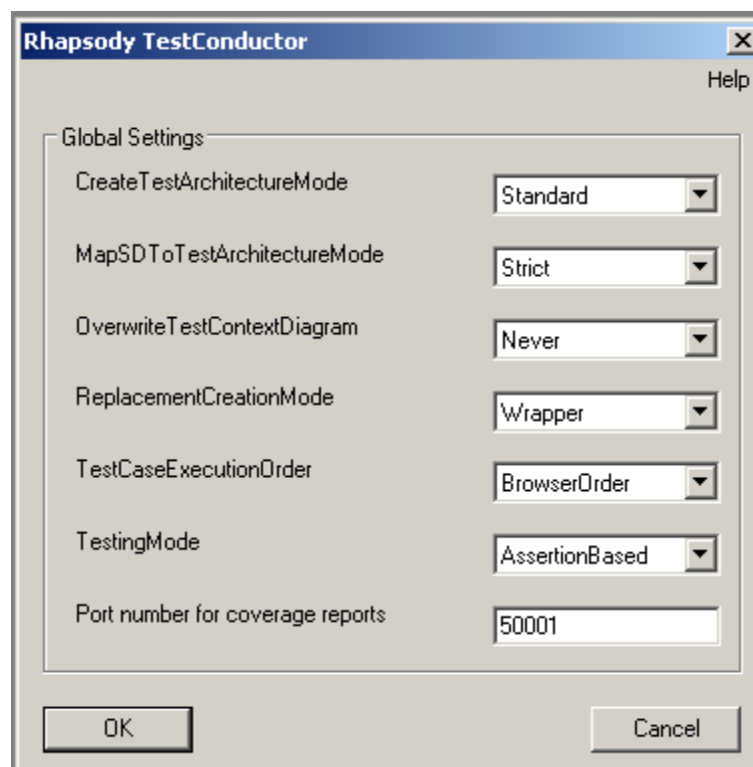 Rhapsody TestConductor
Help
Global Settings
CreateTestArchitectureMode
Standard
MapSDToTestArchitectureMode
Strict
OverwriteTestContextDiagram
Never
ReplacementCreationMode
Wrapper
TestCaseExecutionOrder
BrowserOrder
TestingMode
AssertionBased
Port number for coverage reports
50001
OK
Cancel